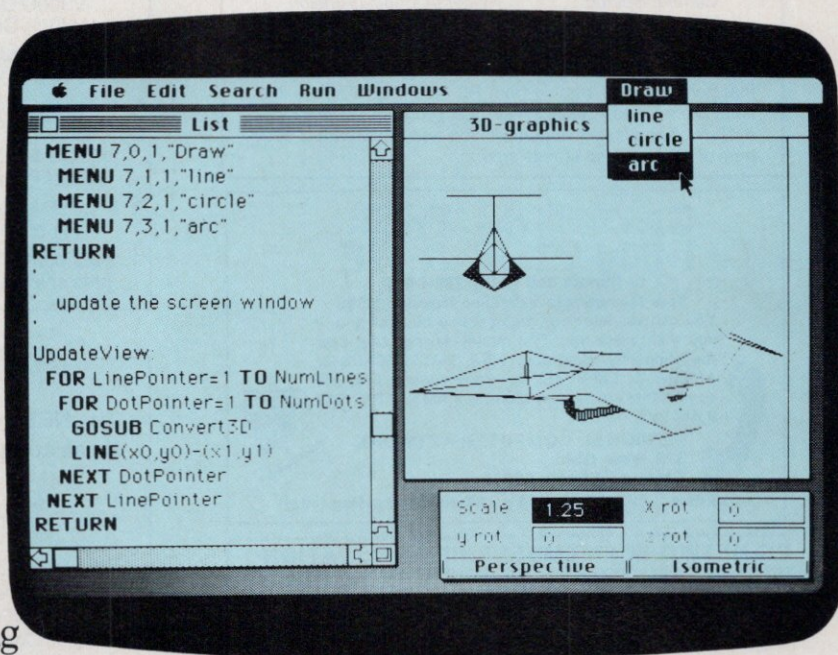 File Edit Search Run Windows Draw
line
circle
arc
List
MENU 7,0,1,"Draw"
MENU 7,1,1,"line"
MENU 7,2,1,"circle"
MENU 7,3,1,"arc"
RETURN
'
' update the screen window
'
UpdateView:
FOR LinePointer=1 TO NumLines
FOR DotPointer=1 TO NumDots
GOSUB Convert3D
LINE(x0,y0)-(x1,y1)
NEXT DotPointer
NEXT LinePointer
RETURN
3D-graphics
Scale 1.25 X rot 0
y rot 0 z rot 0
Perspective Isometric
g